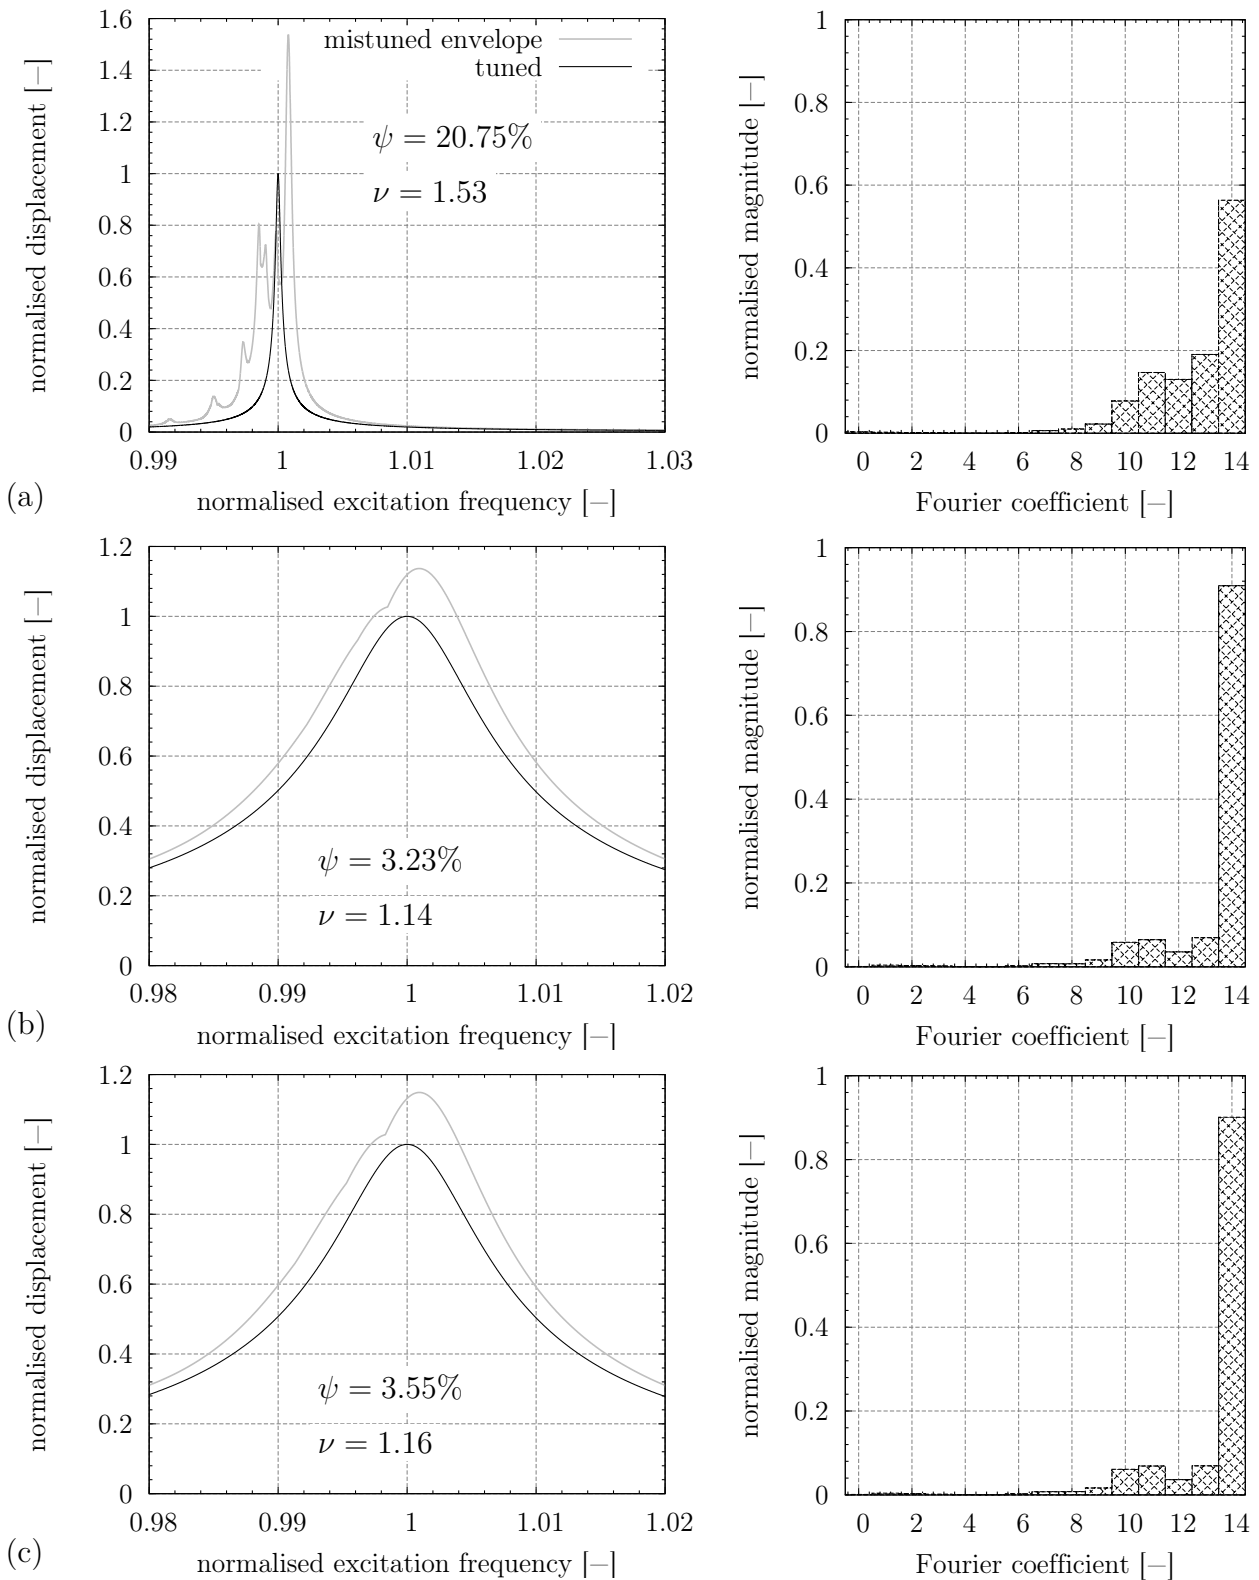 1.6
1.4
1.2
1
0.8
0.6
0.4
0.2
0
normalised displacement [−]
mistuned envelope
tuned
ψ = 20.75%
ν = 1.53
0.99 1 1.01 1.02 1.03
normalised excitation frequency [−]
(a)
1
0.8
0.6
0.4
0.2
0
normalised magnitude [−]
0 2 4 6 8 10 12 14
Fourier coefficient [−]
1.2
1
0.8
0.6
0.4
0.2
0
normalised displacement [−]
ψ = 3.23%
ν = 1.14
0.98 0.99 1 1.01 1.02
normalised excitation frequency [−]
(b)
1
0.8
0.6
0.4
0.2
0
normalised magnitude [−]
0 2 4 6 8 10 12 14
Fourier coefficient [−]
1.2
1
0.8
0.6
0.4
0.2
0
normalised displacement [−]
ψ = 3.55%
ν = 1.16
0.98 0.99 1 1.01 1.02
normalised excitation frequency [−]
(c)
1
0.8
0.6
0.4
0.2
0
normalised magnitude [−]
0 2 4 6 8 10 12 14
Fourier coefficient [−]